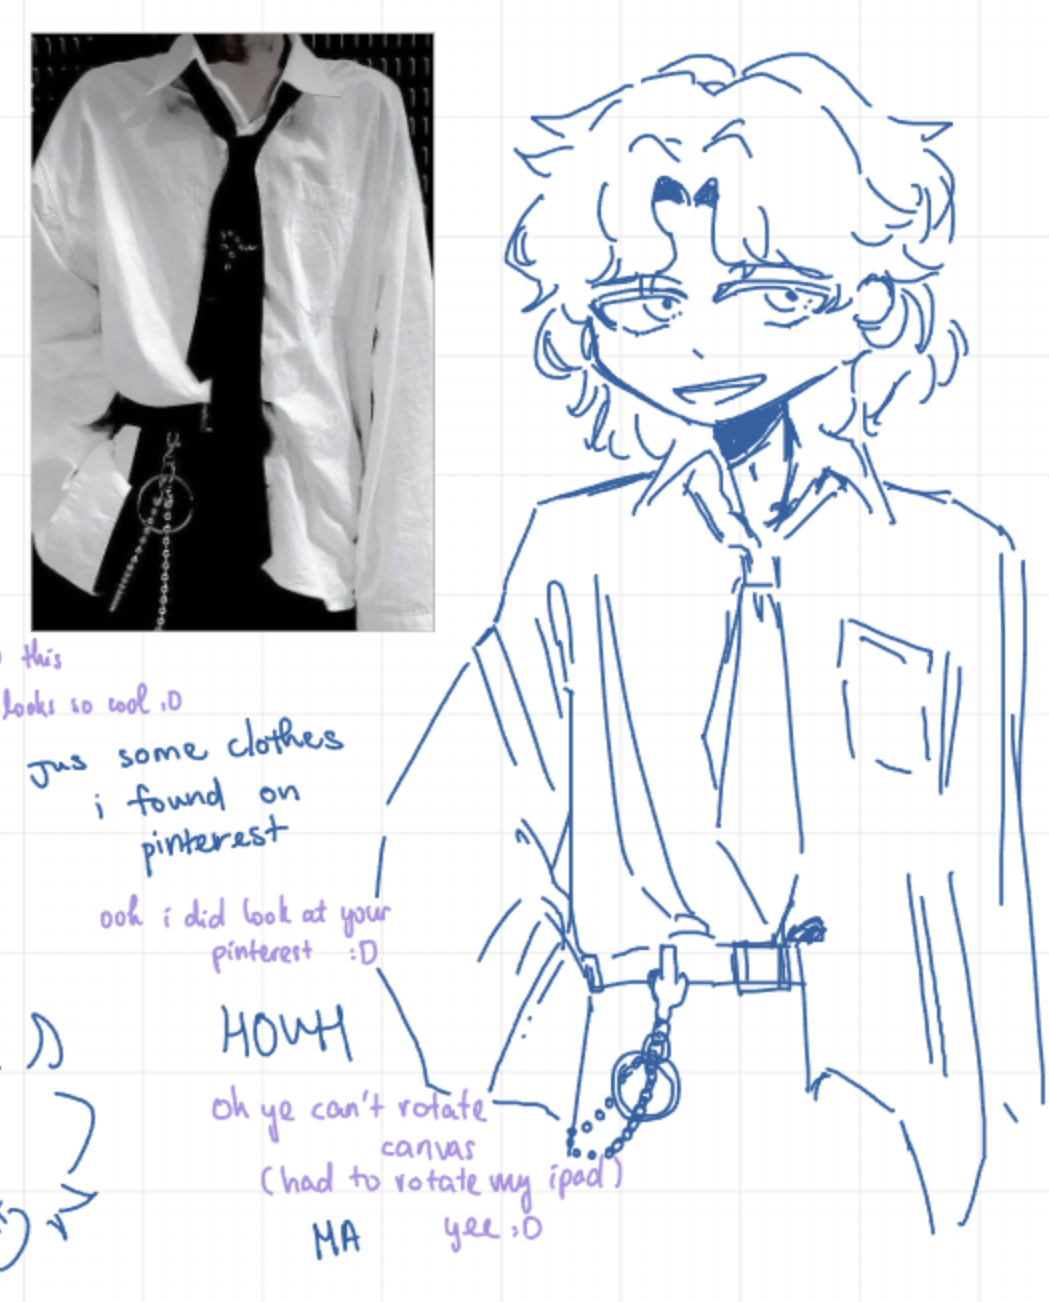 this
looks so cool :D
Jus some clothes
i found on
pinterest
ooh i did look at your
pinterest :D
Oh ye can't rotate
canvas
(had to rotate my ipad)
yee :D
MA